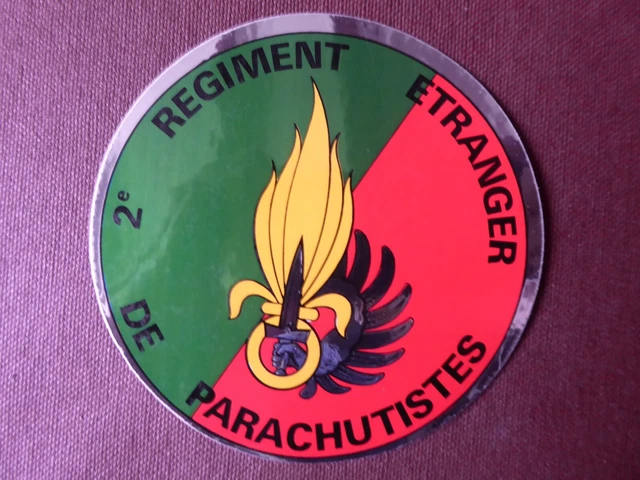 2e REGIMENT ETRANGER
DE PARACHUTISTES